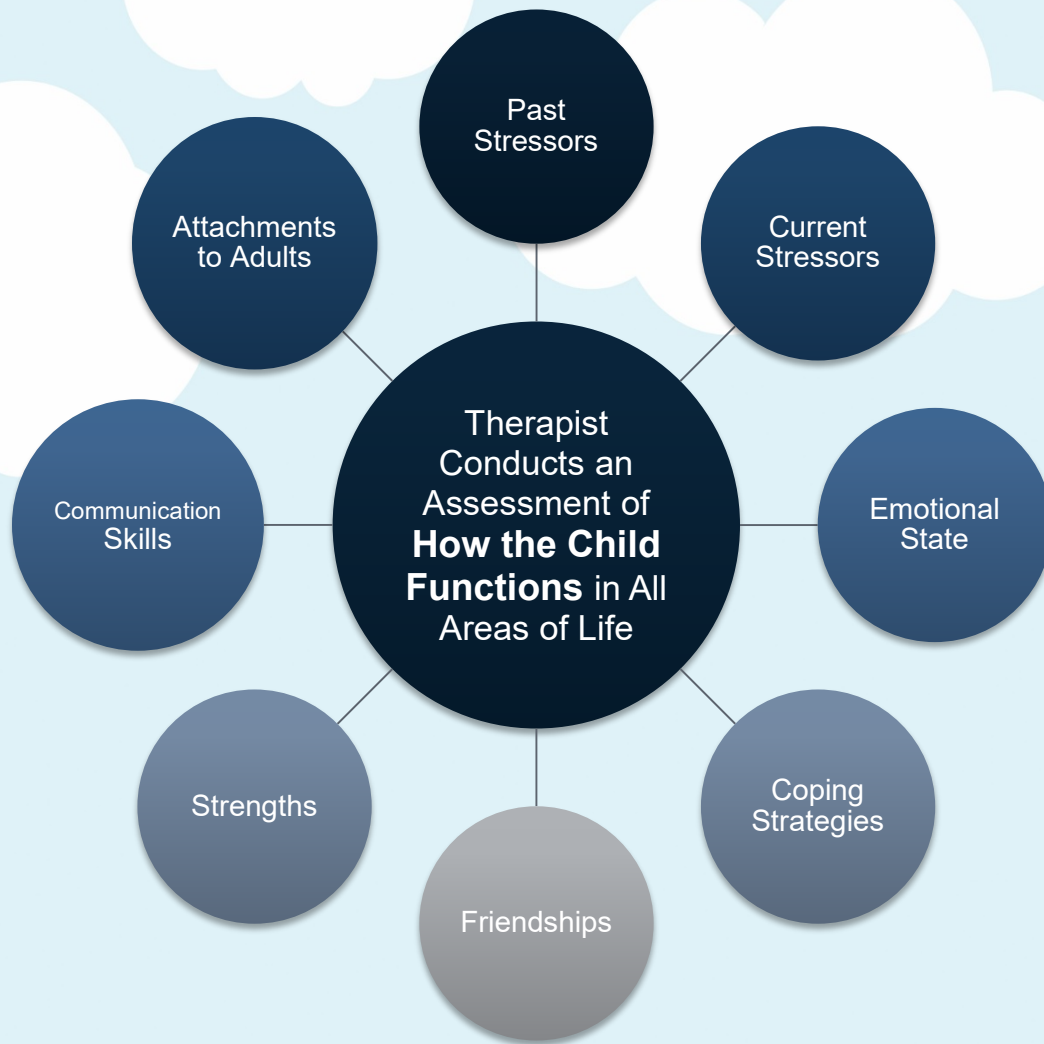 Past
Stressors
Current
Stressors
Emotional
State
Coping
Strategies
Friendships
Strengths
Communication
Skills
Attachments
to Adults
Therapist
Conducts an
Assessment of
How the Child
Functions in All
Areas of Life